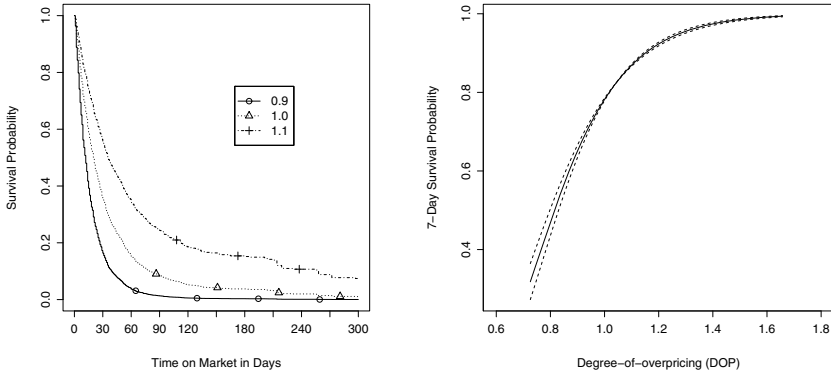 Survival Probability
1.0
0.8
0.6
0.4
0.2
0.0
0.9
1.0
1.1
0 30 60 90 120 180 240 300
Time on Market in Days
7−Day Survival Probability
1.0
0.8
0.6
0.4
0.6 0.8 1.0 1.2 1.4 1.6 1.8
Degree−of−overpricing (DOP)